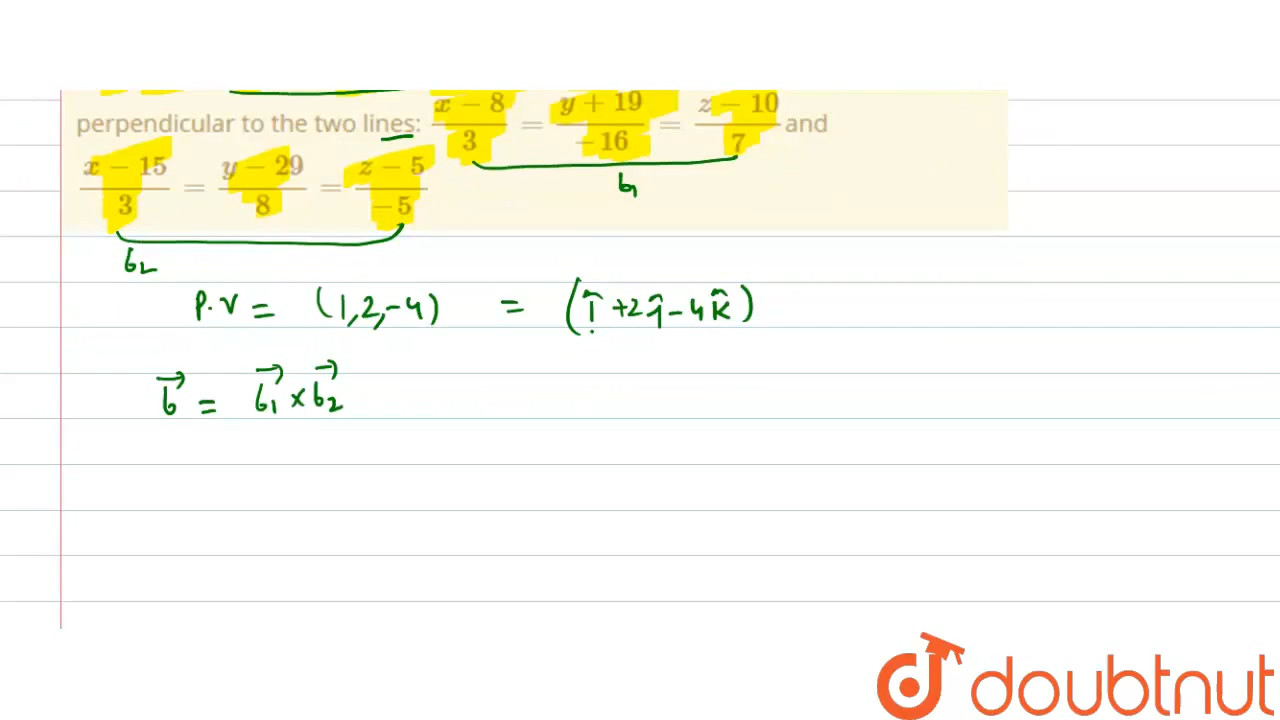 perpendicular to the two lines: (x − 8)/3 = (y + 19)/−16 = (z − 10)/7 and
(x − 15)/3 = (y − 29)/8 = (z − 5)/−5
b₁
b₂
P.V = (1,2,-4) = (î + 2ĵ - 4k̂)
b⃗ = b⃗₁ × b⃗₂
doubtnut